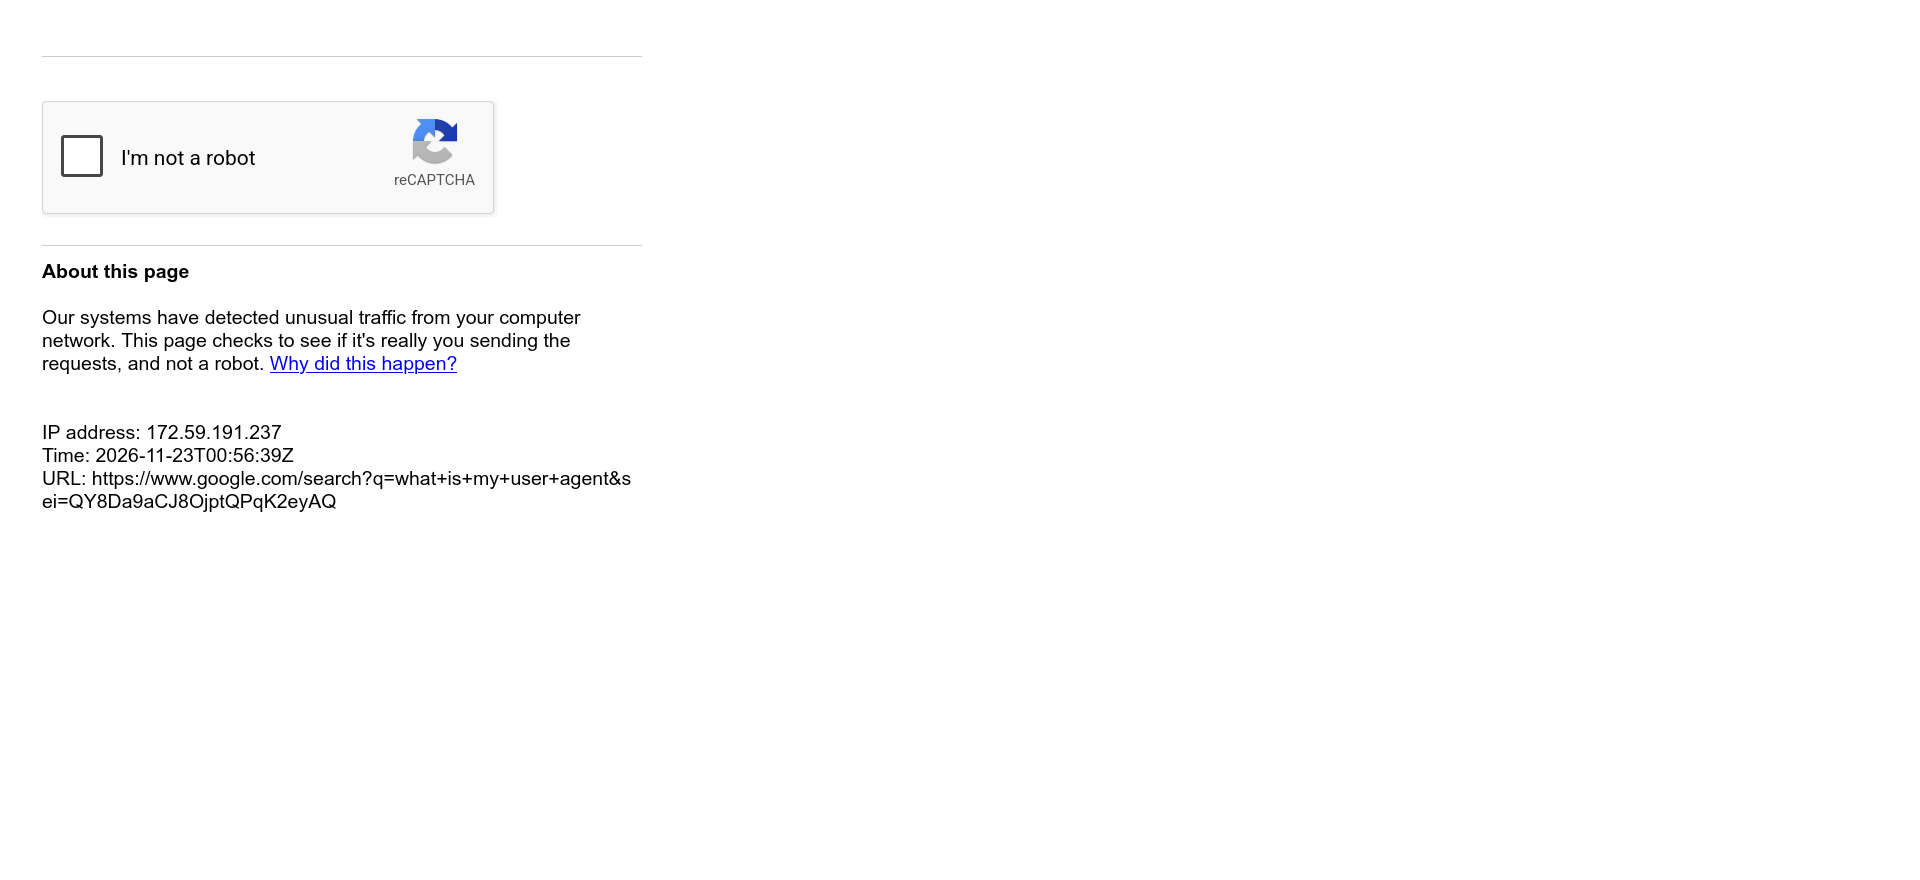 I'm not a robot
reCAPTCHA
About this page
Our systems have detected unusual traffic from your computer
network. This page checks to see if it's really you sending the
requests, and not a robot. Why did this happen?
IP address: 172.59.191.237
Time: 2026-11-23T00:56:39Z
URL: https://www.google.com/search?q=what+is+my+user+agent&s
ei=QY8Da9aCJ8OjptQPqK2eyAQ